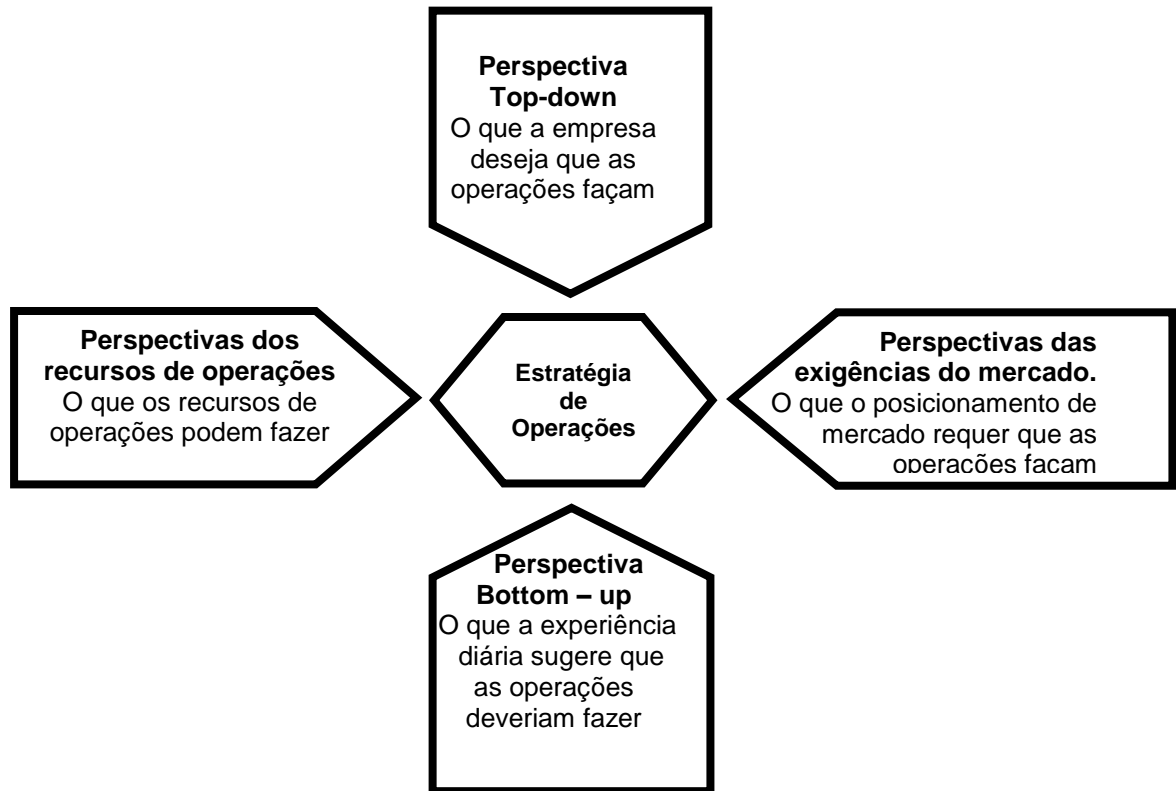 Perspectiva
Top-down
O que a empresa
deseja que as
operações façam
Perspectivas dos
recursos de operações
O que os recursos de
operações podem fazer
Estratégia
de
Operações
Perspectivas das
exigências do mercado.
O que o posicionamento de
mercado requer que as
operações façam
Perspectiva
Bottom – up
O que a experiência
diária sugere que
as operações
deveriam fazer